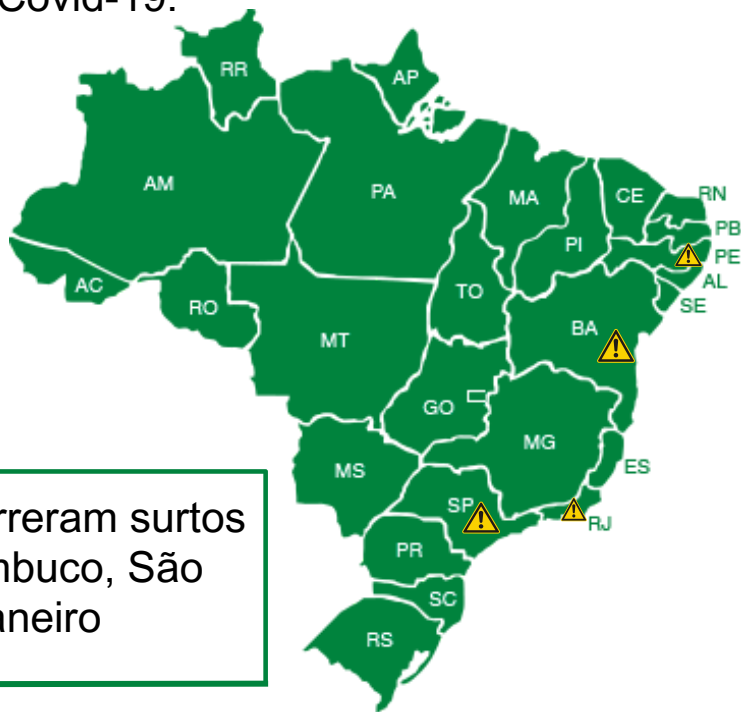 Covid-19.
RR
AP
AM
PA
MA
CE
RN
PB
PI
PE
AC
TO
AL
RO
SE
BA
MT
GO
MG
MS
ES
SP
RJ
PR
SC
RS
rreram surtos
mbuco, São
aneiro